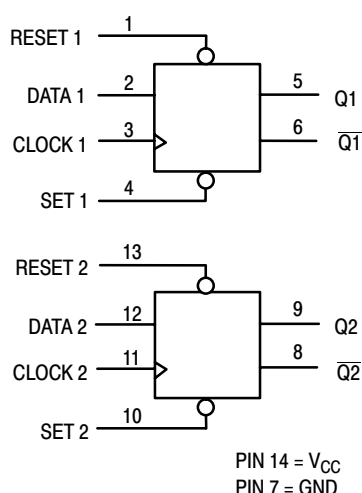 1
RESET 1
2
DATA 1
5
Q1
3
CLOCK 1
6
Q1
4
SET 1
13
RESET 2
12
DATA 2
9
Q2
11
CLOCK 2
8
Q2
10
SET 2
PIN 14 = VCC
PIN 7 = GND